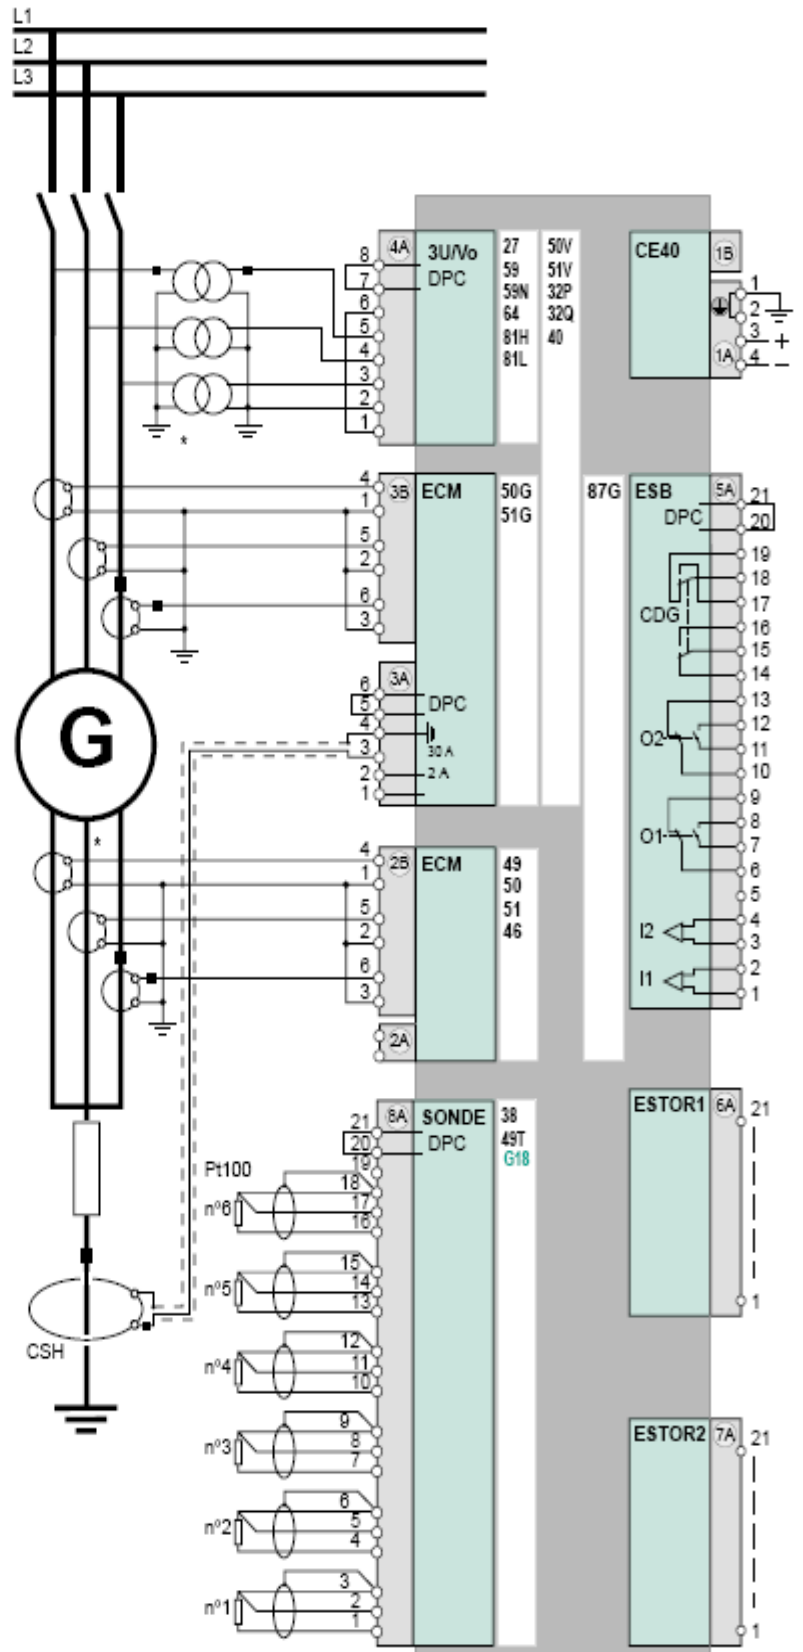 L1
L2
L3
4A 3U/Vo
DPC
8
7
6
5
4
3
2
1
27
59
59N
64
81H
81L
50V
51V
32P
32Q
40
CE40 1B
1
2
3 +
1A 4 –
*
3B ECM
4
1
5
2
6
3
50G
51G
87G
ESB 5A
DPC
CDG
O2
O1
I2
I1
21
20
19
18
17
16
15
14
13
12
11
10
9
8
7
6
5
4
3
2
1
G
3A
6
5 DPC
4
3 30 A
2 2 A
1
*
2B ECM
4
1
5
2
6
3
49
50
51
46
2A
8A SONDE
DPC
38
49T
G18
21
20
19
18
17
16
15
14
13
12
11
10
9
8
7
6
5
4
3
2
1
Pt100
nº6
nº5
nº4
nº3
nº2
nº1
CSH
ESTOR1 6A 21
1
ESTOR2 7A 21
1